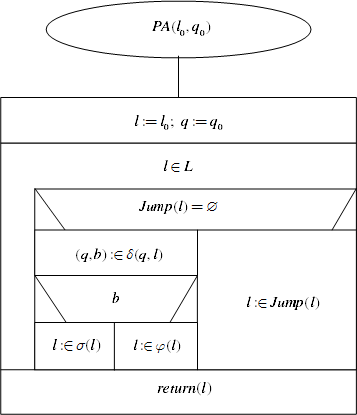 PA(l₀,q₀)
l := l₀; q := q₀
l ∈ L
Jump(l) = ∅
(q,b) :∈ δ(q,l)
b
l :∈ Jump(l)
l :∈ σ(l) l :∈ φ(l)
return(l)